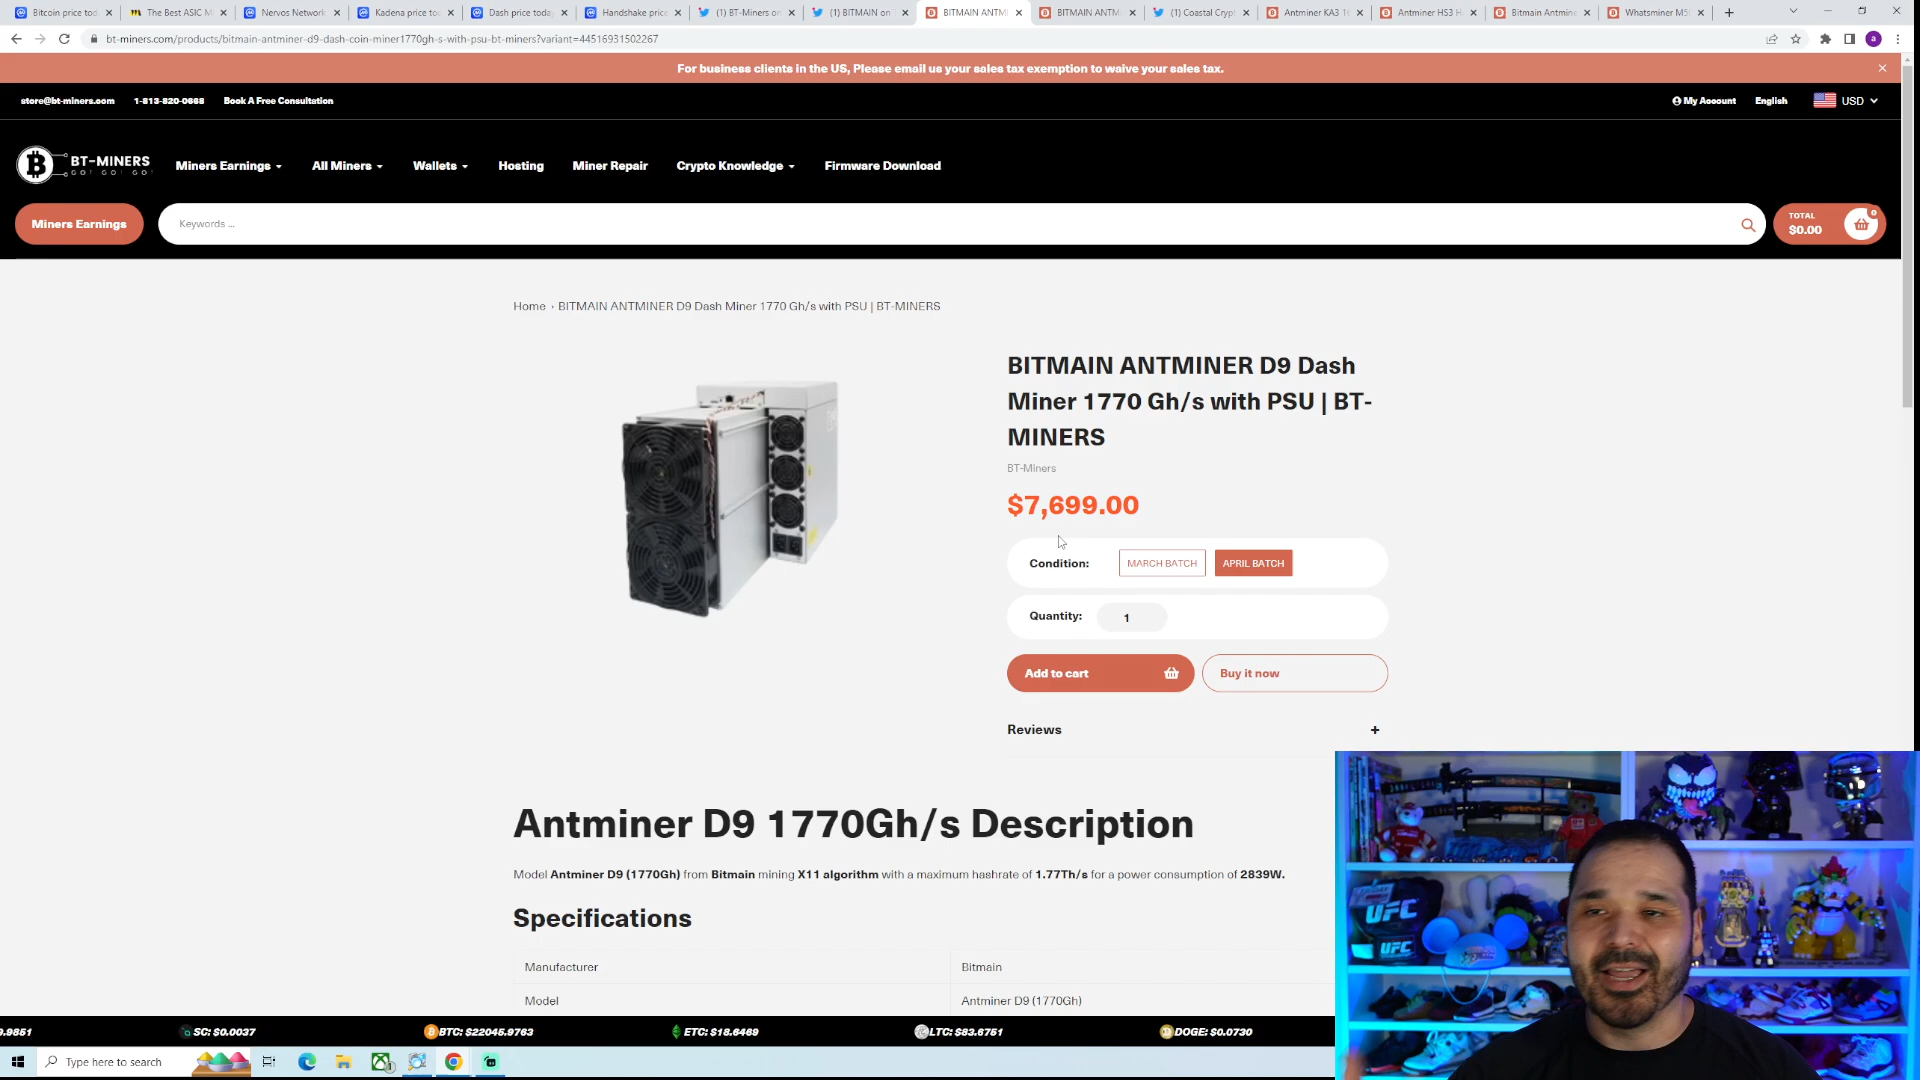 Bitcoin price tod
The Best ASIC M
Nervos Network
Kadena price to
Dash price toda
Handshake price
(1) BT-Miners on
(1) BITMAIN on
BITMAIN ANTMI
BITMAIN ANTM
(1) Coastal Cryp
Antminer KA3 1
Antminer HS3 H
Bitmain Antmine
Whatsminer M5
bt-miners.com/products/bitmain-antminer-d9-dash-coin-miner1770gh-s-with-psu-bt-miners?variant=44516931502267
a
For business clients in the US, Please email us your sales tax exemption to waive your sales tax.
store@bt-miners.com 1-813-820-0668 Book A Free Consultation
My Account English USD
BT-MINERS
GO! GO! GO!
Miners Earnings All Miners Wallets Hosting Miner Repair Crypto Knowledge Firmware Download
Miners Earnings
Keywords ...
TOTAL
$0.00
0
Home › BITMAIN ANTMINER D9 Dash Miner 1770 Gh/s with PSU | BT-MINERS
BITMAIN ANTMINER D9 Dash
Miner 1770 Gh/s with PSU | BT-
MINERS
BT-Miners
$7,699.00
Condition: MARCH BATCH APRIL BATCH
Quantity: 1
Add to cart Buy it now
Reviews +
Antminer D9 1770Gh/s Description
Model Antminer D9 (1770Gh) from Bitmain mining X11 algorithm with a maximum hashrate of 1.77Th/s for a power consumption of 2839W.
Specifications
Manufacturer Bitmain
Model Antminer D9 (1770Gh)
UFC
UFC
9.9851 SC: $0.0037 BTC: $22045.9763 ETC: $18.6469 LTC: $83.6751 DOGE: $0.0730
Type here to search